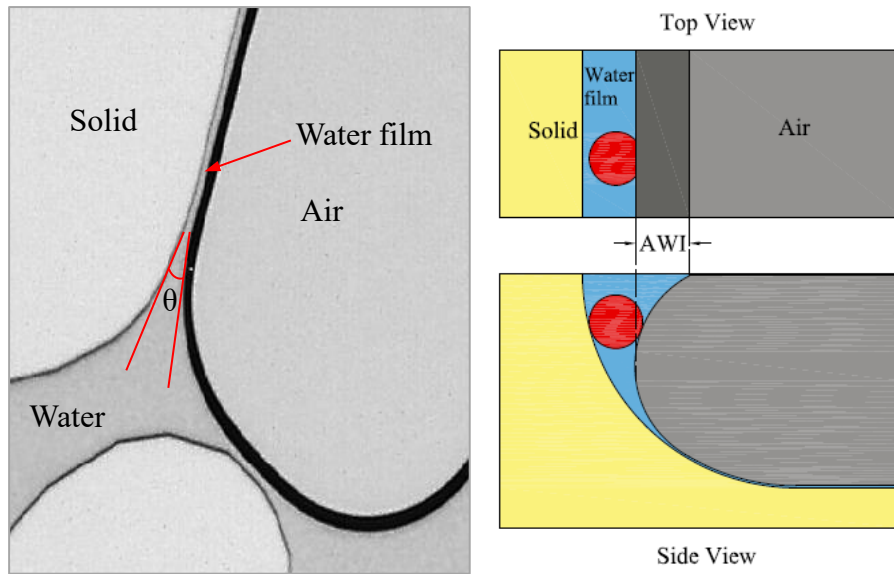 Solid
Water film
Air
θ
Water
Top View
Water
film
Solid
Air
AWI
Side View